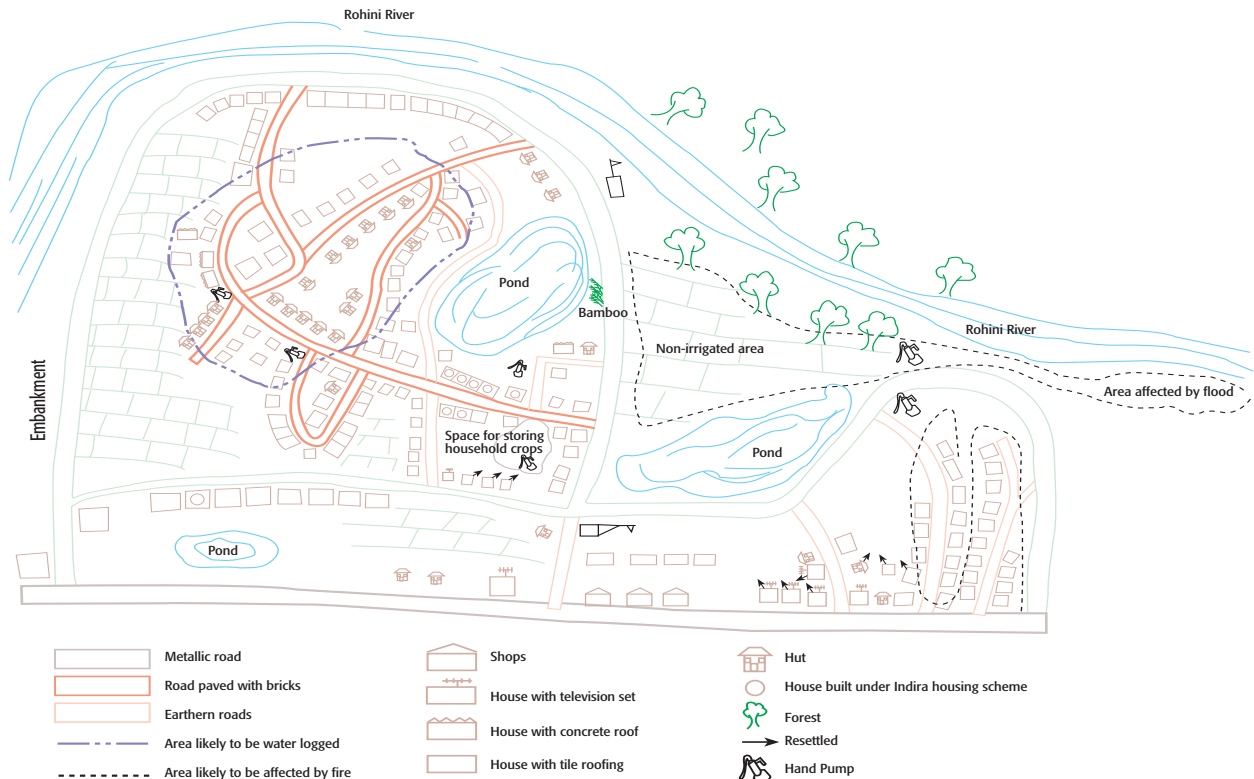 Rohini River
Pond
Bamboo
Non-irrigated area
Rohini River
Area affected by flood
Embankment
Space for storing
household crops
Pond
Pond
Metallic road
Road paved with bricks
Earthern roads
Area likely to be water logged
Area likely to be affected by fire
Shops
House with television set
House with concrete roof
House with tile roofing
Hut
House built under Indira housing scheme
Forest
Resettled
Hand Pump